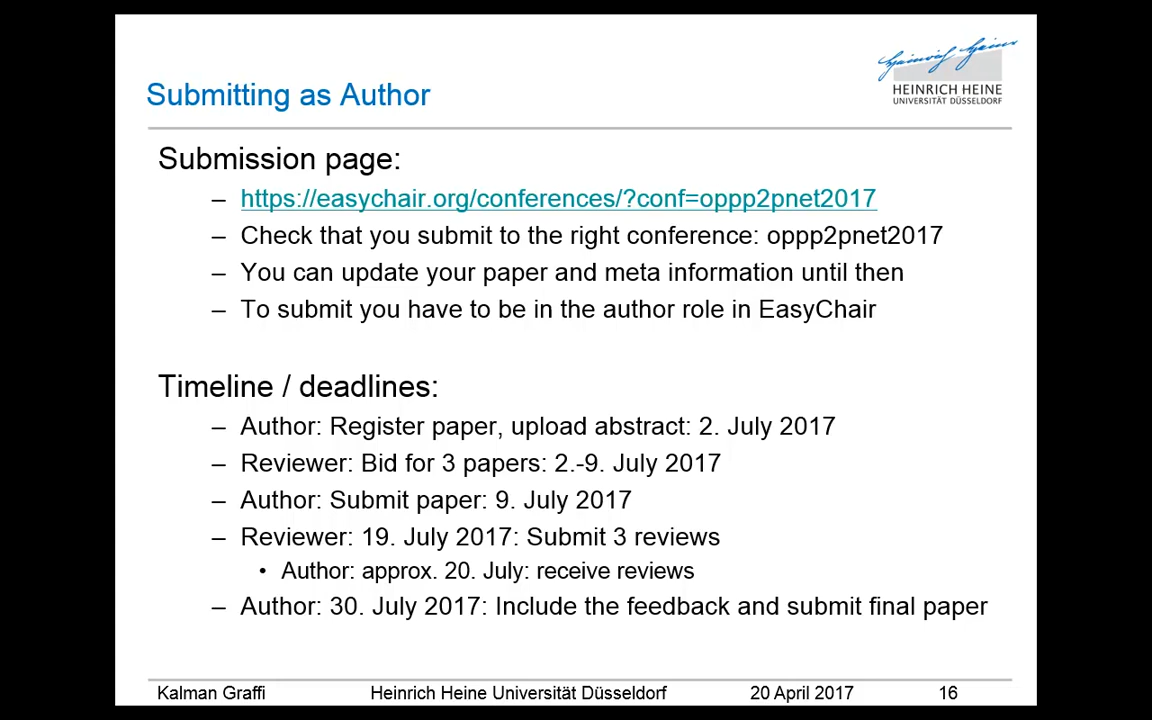 Heinrich Heine
HEINRICH HEINE
UNIVERSITÄT DÜSSELDORF
Submitting as Author
Submission page:
– https://easychair.org/conferences/?conf=oppp2pnet2017
– Check that you submit to the right conference: oppp2pnet2017
– You can update your paper and meta information until then
– To submit you have to be in the author role in EasyChair
Timeline / deadlines:
– Author: Register paper, upload abstract: 2. July 2017
– Reviewer: Bid for 3 papers: 2.-9. July 2017
– Author: Submit paper: 9. July 2017
– Reviewer: 19. July 2017: Submit 3 reviews
• Author: approx. 20. July: receive reviews
– Author: 30. July 2017: Include the feedback and submit final paper
Kalman Graffi Heinrich Heine Universität Düsseldorf 20 April 2017 16